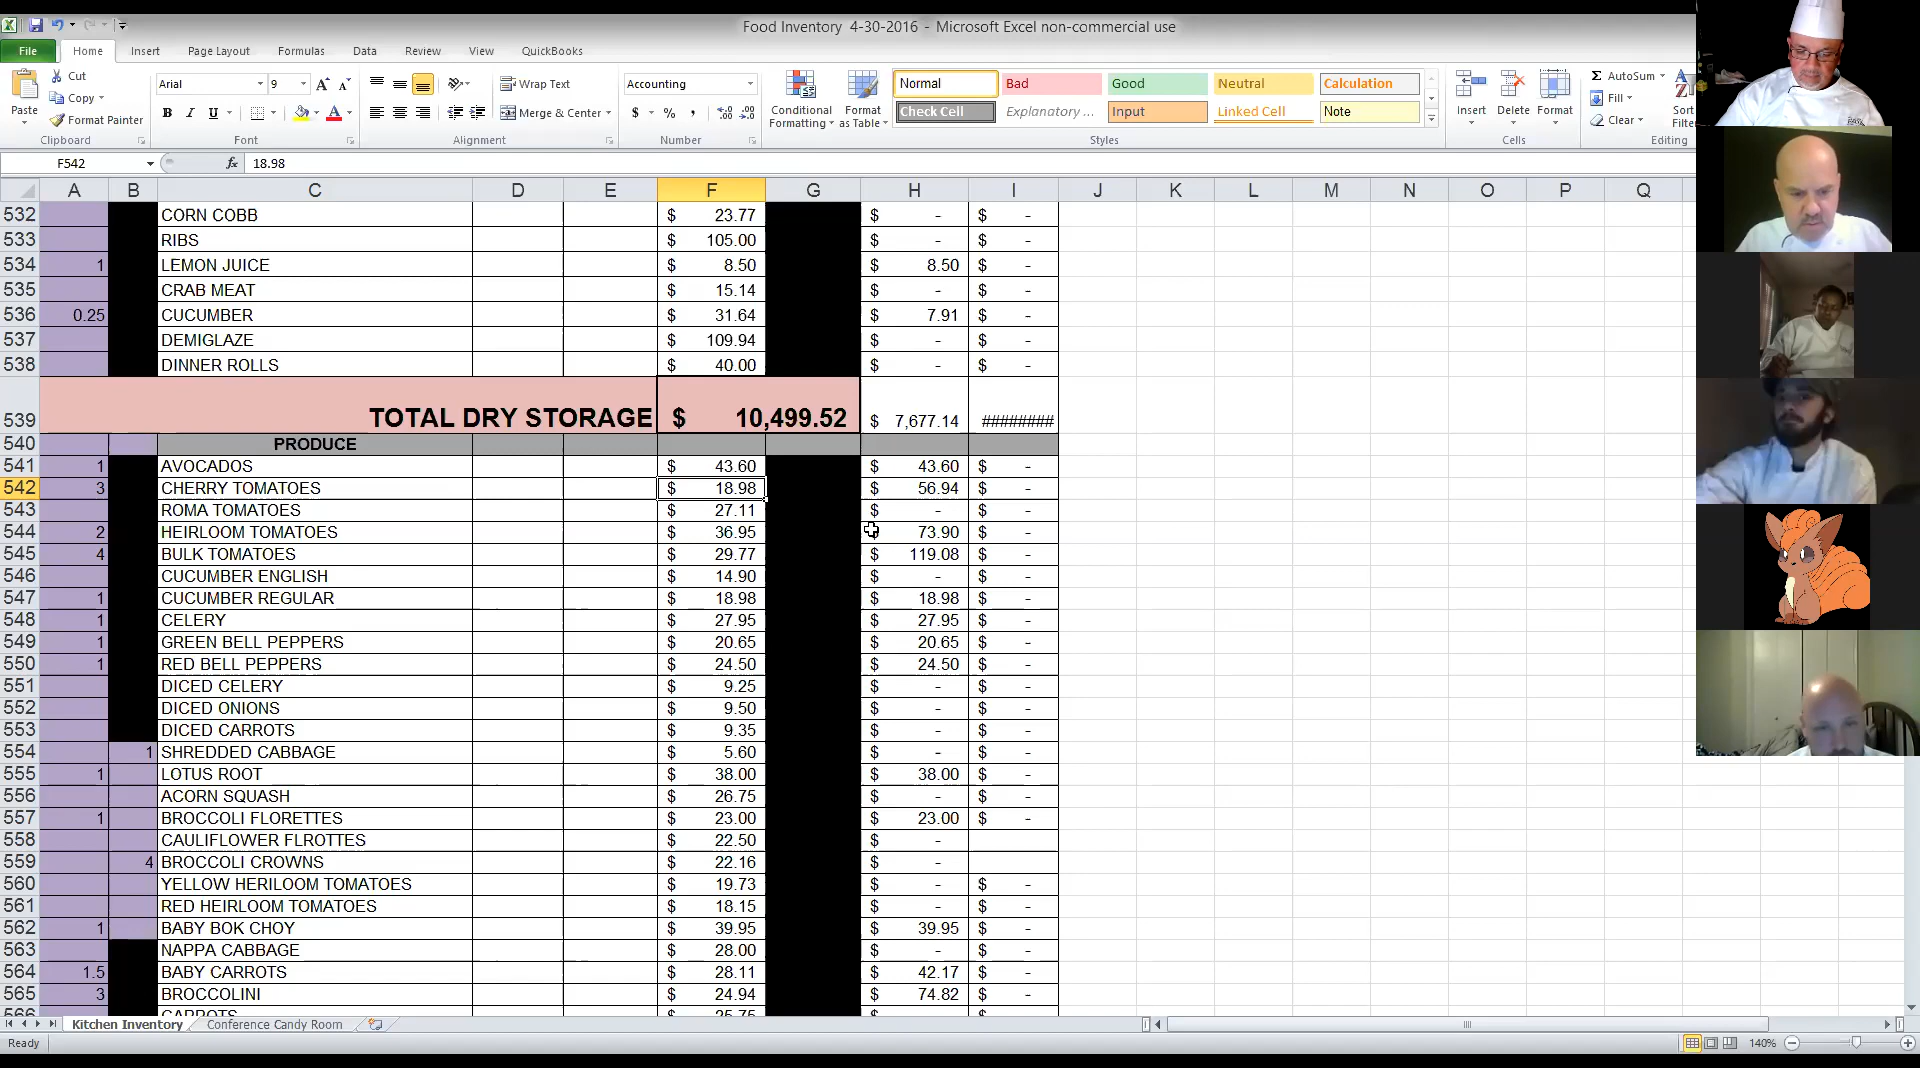 Food Inventory 4-30-2016 - Microsoft Excel non-commercial use
File Home Insert Page Layout Formulas Data Review View QuickBooks
Paste Cut Copy Format Painter Clipboard
Arial 9 Font
Wrap Text Merge & Center Alignment
Accounting $ % , Number
Conditional Formatting Format as Table
Normal Bad Good Neutral Calculation
Check Cell Explanatory ... Input Linked Cell Note
Styles
Insert Delete Format Cells
AutoSum Fill Clear Sort Filter Editing
F542 fx 18.98
A B C D E F G H I J K L M N O P Q
532 CORN COBB $ 23.77 $ - $ -
533 RIBS $ 105.00 $ - $ -
534 1 LEMON JUICE $ 8.50 $ 8.50 $ -
535 CRAB MEAT $ 15.14 $ - $ -
536 0.25 CUCUMBER $ 31.64 $ 7.91 $ -
537 DEMIGLAZE $ 109.94 $ - $ -
538 DINNER ROLLS $ 40.00 $ - $ -
539 TOTAL DRY STORAGE $ 10,499.52 $ 7,677.14 ########
540 PRODUCE
541 1 AVOCADOS $ 43.60 $ 43.60 $ -
542 3 CHERRY TOMATOES $ 18.98 $ 56.94 $ -
543 ROMA TOMATOES $ 27.11 $ - $ -
544 2 HEIRLOOM TOMATOES $ 36.95 73.90 $ -
545 4 BULK TOMATOES $ 29.77 $ 119.08 $ -
546 CUCUMBER ENGLISH $ 14.90 $ - $ -
547 1 CUCUMBER REGULAR $ 18.98 $ 18.98 $ -
548 1 CELERY $ 27.95 $ 27.95 $ -
549 1 GREEN BELL PEPPERS $ 20.65 $ 20.65 $ -
550 1 RED BELL PEPPERS $ 24.50 $ 24.50 $ -
551 DICED CELERY $ 9.25 $ - $ -
552 DICED ONIONS $ 9.50 $ - $ -
553 DICED CARROTS $ 9.35 $ - $ -
554 1 SHREDDED CABBAGE $ 5.60 $ - $ -
555 1 LOTUS ROOT $ 38.00 $ 38.00 $ -
556 ACORN SQUASH $ 26.75 $ - $ -
557 1 BROCCOLI FLORETTES $ 23.00 $ 23.00 $ -
558 CAULIFLOWER FLROTTES $ 22.50 $ -
559 4 BROCCOLI CROWNS $ 22.16 $ -
560 YELLOW HERILOOM TOMATOES $ 19.73 $ - $ -
561 RED HEIRLOOM TOMATOES $ 18.15 $ - $ -
562 1 BABY BOK CHOY $ 39.95 $ 39.95 $ -
563 NAPPA CABBAGE $ 28.00 $ - $ -
564 1.5 BABY CARROTS $ 28.11 $ 42.17 $ -
565 3 BROCCOLINI $ 24.94 $ 74.82 $ -
566 CARROTS $ 25.75 $ - $ -
Kitchen Inventory Conference Candy Room
Ready 140%